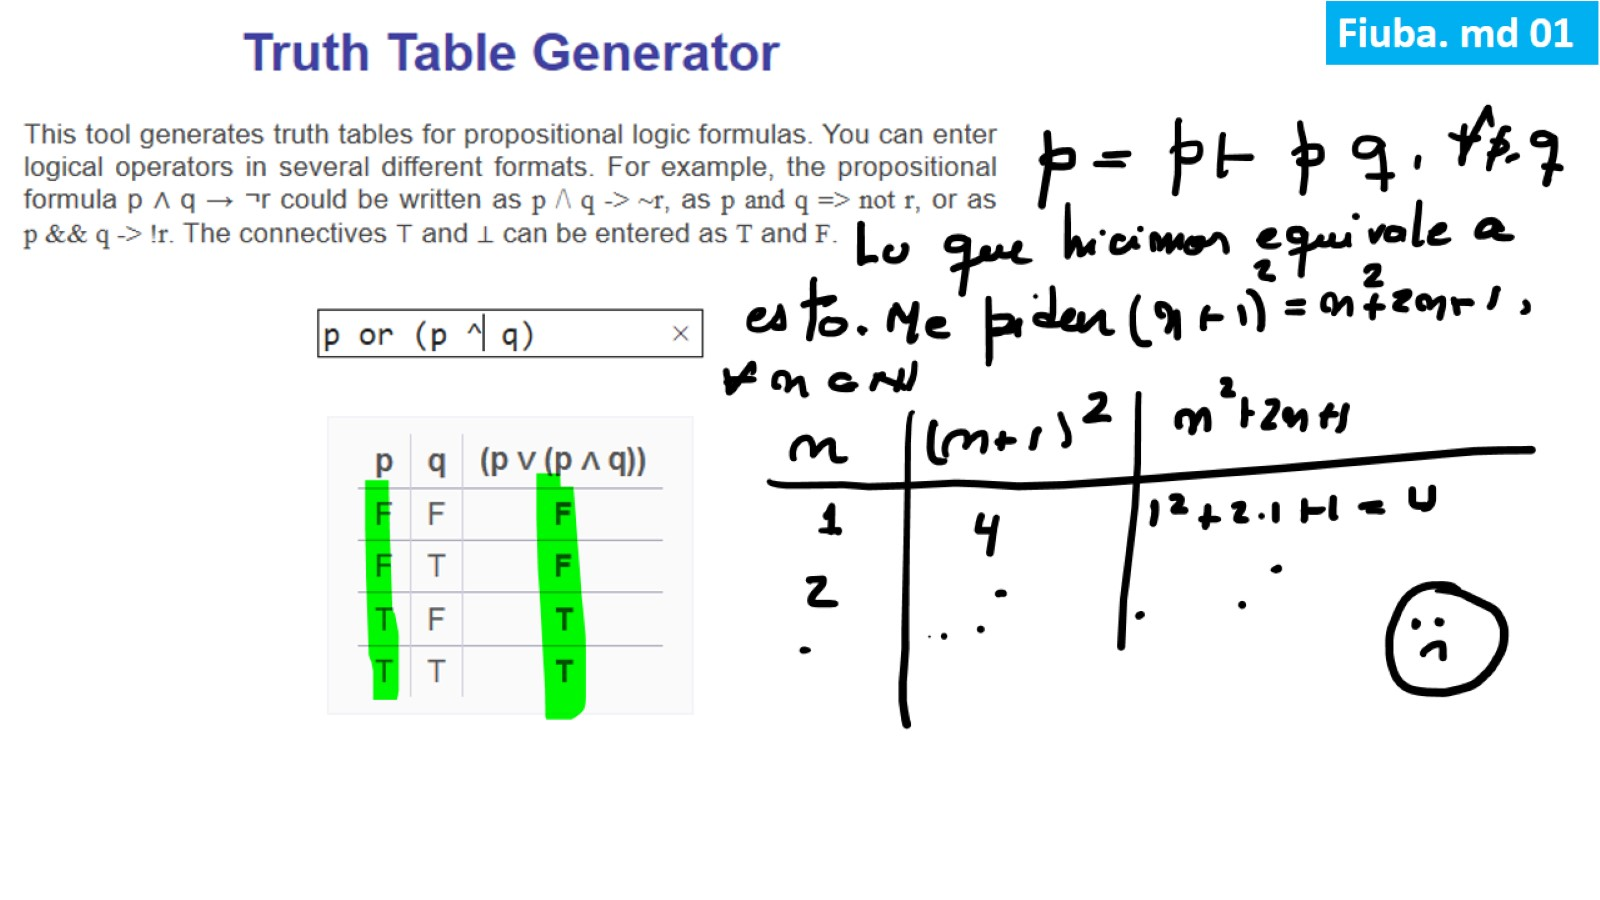 Truth Table Generator
Fiuba. md 01
This tool generates truth tables for propositional logic formulas. You can enter
logical operators in several different formats. For example, the propositional
formula p ∧ q → ¬r could be written as p /\ q -> ~r, as p and q => not r, or as
p && q -> !r. The connectives ⊤ and ⊥ can be entered as T and F.
p = p + p q, ∀ p, q
Lo que hicimos equivale a
esto. Me piden (n+1)² = n²+2n+1,
∀ n ∈ ℕ
p or (p ^ q) ×
p q (p ∨ (p ∧ q))
F F F
F T F
T F T
T T T
n (n+1)² n²+2n+1
1 4 1²+2.1+1 = 4
2 . .
. ... . .